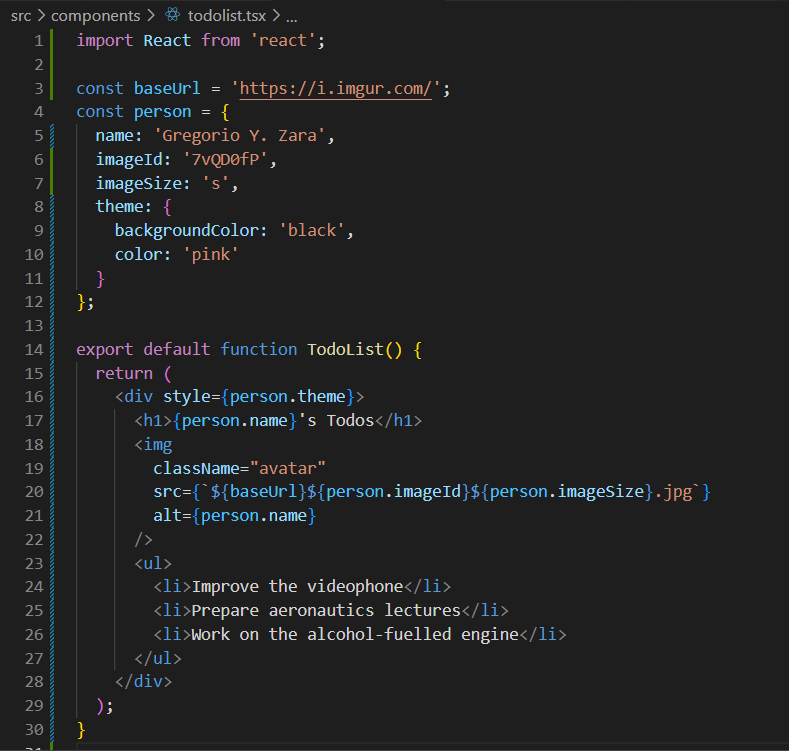 src > components > todolist.tsx > ...
1 import React from 'react';
2
3 const baseUrl = 'https://i.imgur.com/';
4 const person = {
5   name: 'Gregorio Y. Zara',
6   imageId: '7vQD0fP',
7   imageSize: 's',
8   theme: {
9     backgroundColor: 'black',
10     color: 'pink'
11   }
12 };
13
14 export default function TodoList() {
15   return (
16     <div style={person.theme}>
17       <h1>{person.name}'s Todos</h1>
18       <img
19         className="avatar"
20         src={`${baseUrl}${person.imageId}${person.imageSize}.jpg`}
21         alt={person.name}
22       />
23       <ul>
24         <li>Improve the videophone</li>
25         <li>Prepare aeronautics lectures</li>
26         <li>Work on the alcohol-fuelled engine</li>
27       </ul>
28     </div>
29   );
30 }
31